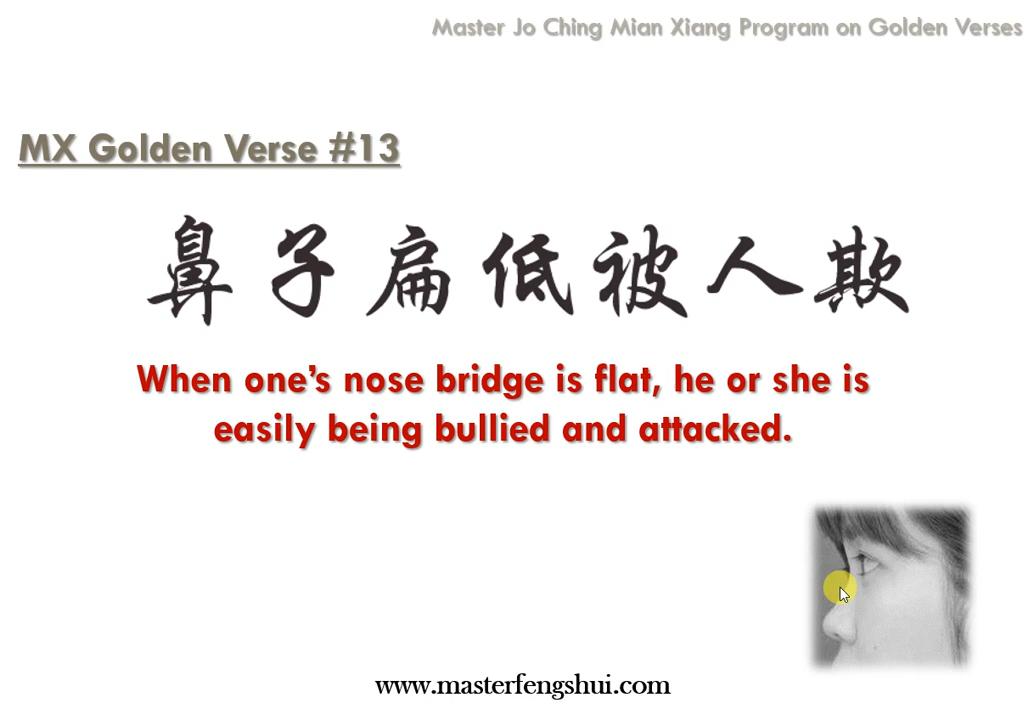 Master Jo Ching Mian Xiang Program on Golden Verses
MX Golden Verse #13
鼻子扁低被人欺
When one’s nose bridge is flat, he or she is
easily being bullied and attacked.
www.masterfengshui.com